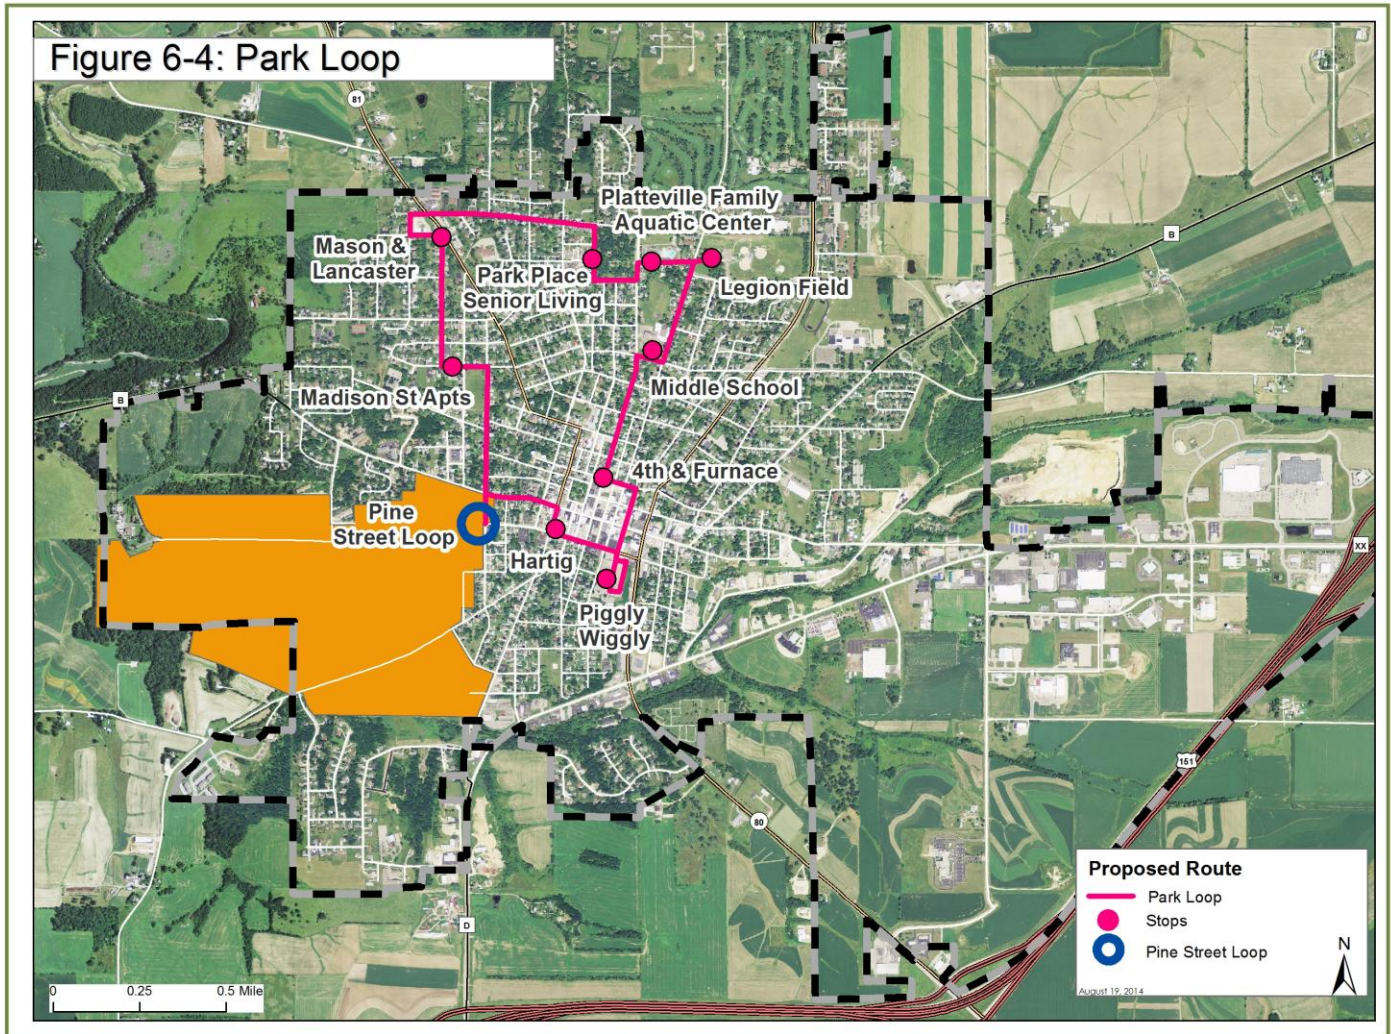 Figure 6-4: Park Loop
81
Platteville Family
Aquatic Center
B
Mason &
Lancaster
Park Place
Senior Living
Legion Field
Madison St Apts
Middle School
B
4th & Furnace
Pine
Street Loop
Hartig
XX
Piggly
Wiggly
151
80
D
Proposed Route
Park Loop
Stops
Pine Street Loop
N
August 19, 2014
0 0.25 0.5 Mile